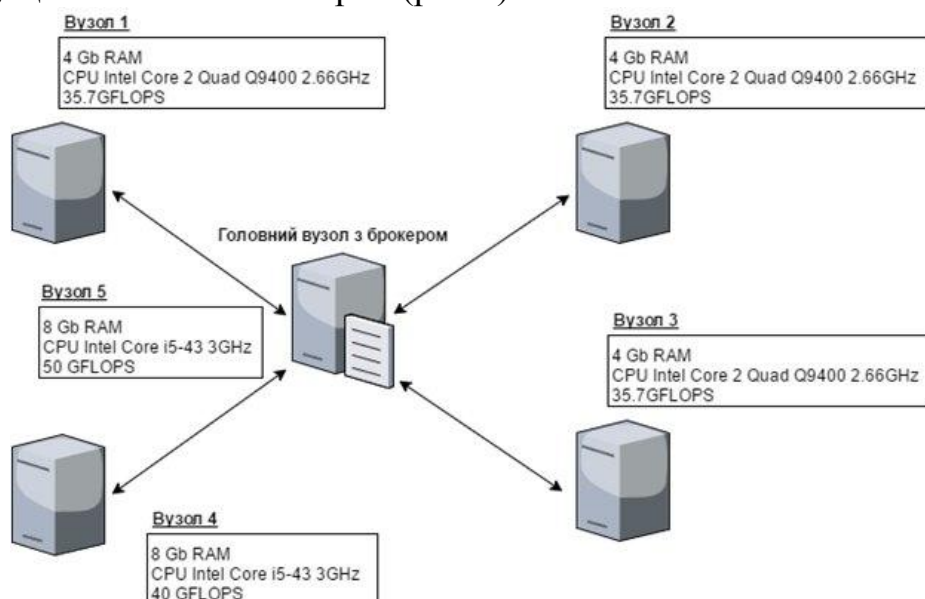 Вузол 1
4 Gb RAM
CPU Intel Core 2 Quad Q9400 2.66GHz
35.7GFLOPS
Вузол 2
4 Gb RAM
CPU Intel Core 2 Quad Q9400 2.66GHz
35.7GFLOPS
Головний вузол з брокером
Вузол 5
8 Gb RAM
CPU Intel Core i5-43 3GHz
50 GFLOPS
Вузол 3
4 Gb RAM
CPU Intel Core 2 Quad Q9400 2.66GHz
35.7GFLOPS
Вузол 4
8 Gb RAM
CPU Intel Core i5-43 3GHz
40 GFLOPS